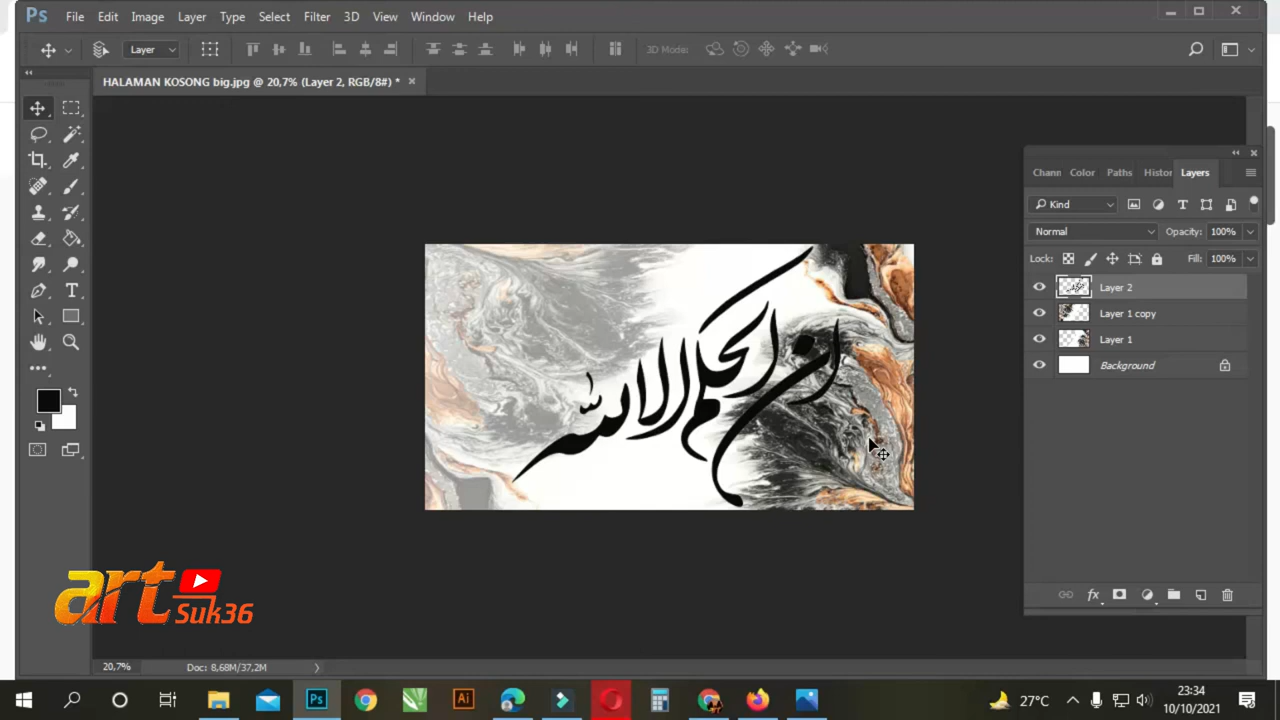 Ps File Edit Image Layer Type Select Filter 3D View Window Help
Layer 3D Mode:
HALAMAN KOSONG big.jpg @ 20,7% (Layer 2, RGB/8#) *
Chann Color Paths Histor Layers
Kind
Normal Opacity: 100%
Lock: Fill: 100%
Layer 2
Layer 1 copy
Layer 1
Background
ان الحكم الا لله
art
Suk36
fx
20,7% Doc: 8,68M/37,2M
Ps Ai 27°C 23:34
10/10/2021